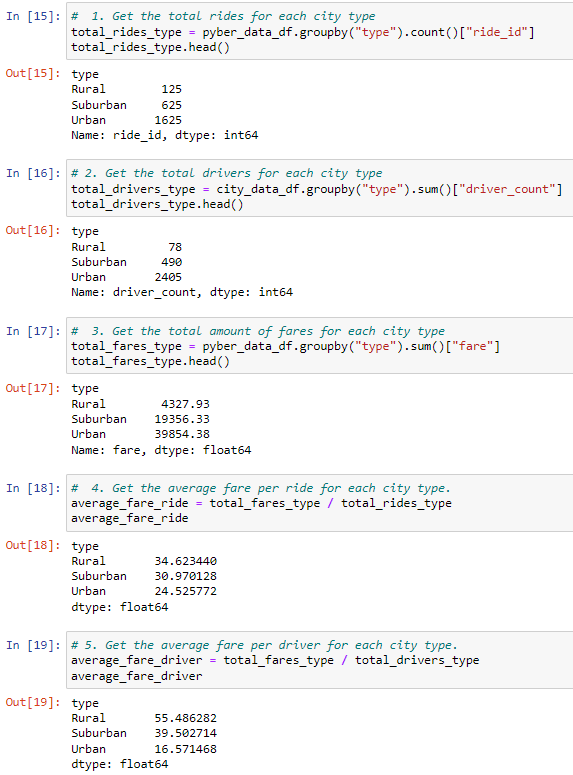 In [15]: #  1. Get the total rides for each city type
total_rides_type = pyber_data_df.groupby("type").count()["ride_id"]
total_rides_type.head()
Out[15]: type
Rural        125
Suburban     625
Urban       1625
Name: ride_id, dtype: int64
In [16]: # 2. Get the total drivers for each city type
total_drivers_type = city_data_df.groupby("type").sum()["driver_count"]
total_drivers_type.head()
Out[16]: type
Rural         78
Suburban     490
Urban       2405
Name: driver_count, dtype: int64
In [17]: #  3. Get the total amount of fares for each city type
total_fares_type = pyber_data_df.groupby("type").sum()["fare"]
total_fares_type.head()
Out[17]: type
Rural        4327.93
Suburban    19356.33
Urban       39854.38
Name: fare, dtype: float64
In [18]: #  4. Get the average fare per ride for each city type.
average_fare_ride = total_fares_type / total_rides_type
average_fare_ride
Out[18]: type
Rural       34.623440
Suburban    30.970128
Urban       24.525772
dtype: float64
In [19]: # 5. Get the average fare per driver for each city type.
average_fare_driver = total_fares_type / total_drivers_type
average_fare_driver
Out[19]: type
Rural       55.486282
Suburban    39.502714
Urban       16.571468
dtype: float64